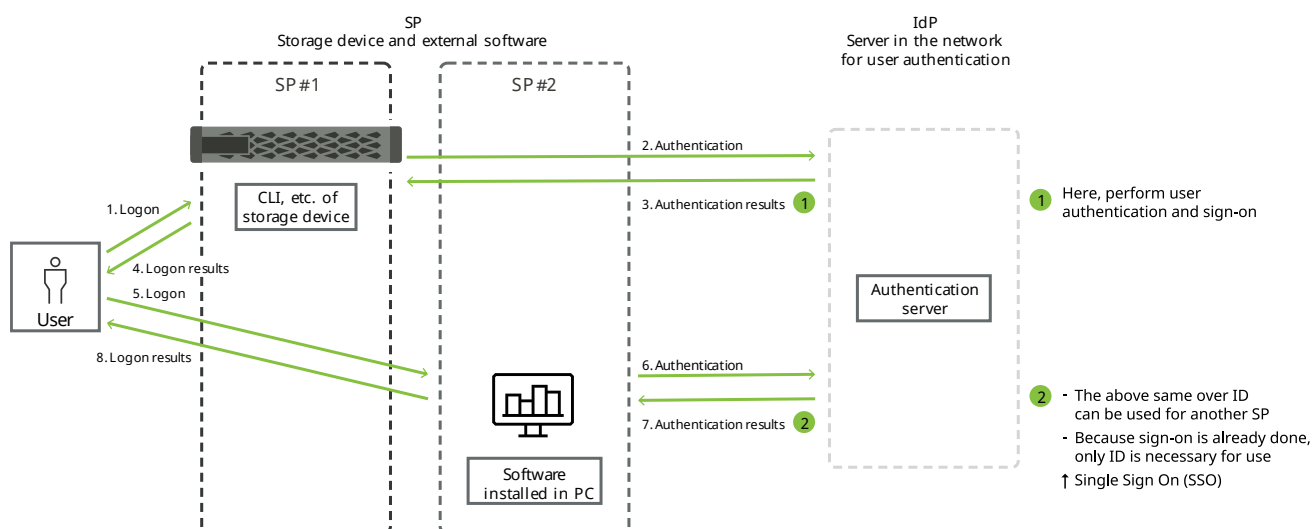 SP
Storage device and external software
IdP
Server in the network
for user authentication
SP #1
SP #2
2. Authentication
3. Authentication results
1
1
Here, perform user
authentication and sign-on
CLI, etc. of
storage device
1. Logon
4. Logon results
5. Logon
User
8. Logon results
Authentication
server
6. Authentication
7. Authentication results
2
2
- The above same over ID
can be used for another SP
- Because sign-on is already done,
only ID is necessary for use
↑ Single Sign On (SSO)
Software
installed in PC